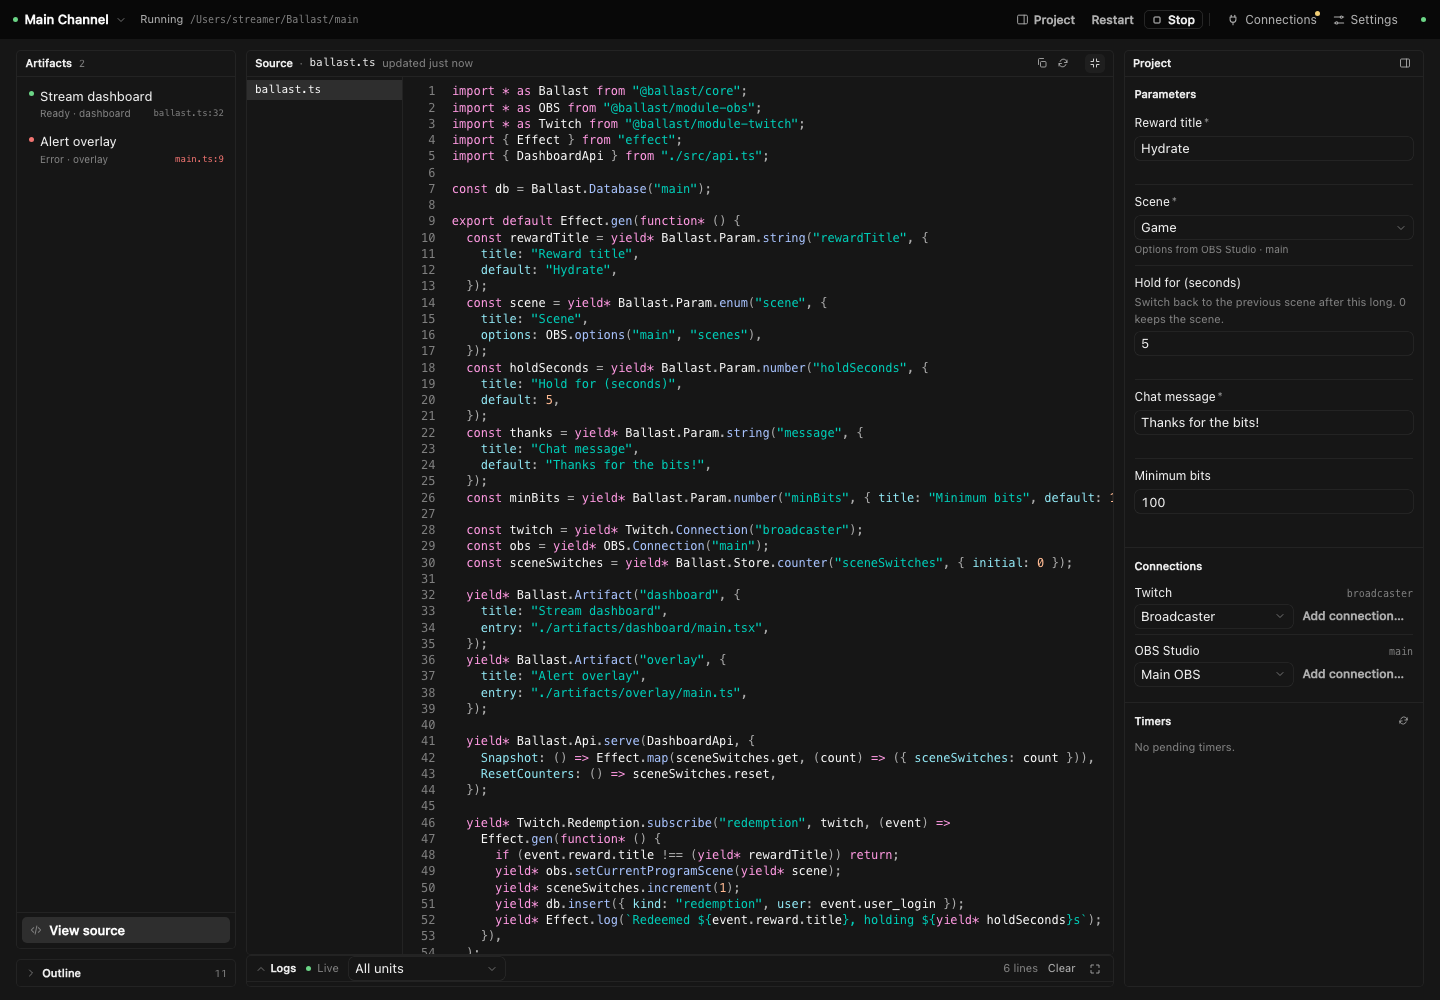 Main Channel Running /Users/streamer/Ballast/main Project Restart Stop Connections Settings
Artifacts 2
Stream dashboard
Ready · dashboard ballast.ts:32
Alert overlay
Error · overlay main.ts:9
View source
Outline 11
Source · ballast.ts updated just now
ballast.ts
1 import * as Ballast from "@ballast/core";
2 import * as OBS from "@ballast/module-obs";
3 import * as Twitch from "@ballast/module-twitch";
4 import { Effect } from "effect";
5 import { DashboardApi } from "./src/api.ts";
6
7 const db = Ballast.Database("main");
8
9 export default Effect.gen(function* () {
10 const rewardTitle = yield* Ballast.Param.string("rewardTitle", {
11 title: "Reward title",
12 default: "Hydrate",
13 });
14 const scene = yield* Ballast.Param.enum("scene", {
15 title: "Scene",
16 options: OBS.options("main", "scenes"),
17 });
18 const holdSeconds = yield* Ballast.Param.number("holdSeconds", {
19 title: "Hold for (seconds)",
20 default: 5,
21 });
22 const thanks = yield* Ballast.Param.string("message", {
23 title: "Chat message",
24 default: "Thanks for the bits!",
25 });
26 const minBits = yield* Ballast.Param.number("minBits", { title: "Minimum bits", default: 1
27
28 const twitch = yield* Twitch.Connection("broadcaster");
29 const obs = yield* OBS.Connection("main");
30 const sceneSwitches = yield* Ballast.Store.counter("sceneSwitches", { initial: 0 });
31
32 yield* Ballast.Artifact("dashboard", {
33 title: "Stream dashboard",
34 entry: "./artifacts/dashboard/main.tsx",
35 });
36 yield* Ballast.Artifact("overlay", {
37 title: "Alert overlay",
38 entry: "./artifacts/overlay/main.ts",
39 });
40
41 yield* Ballast.Api.serve(DashboardApi, {
42 Snapshot: () => Effect.map(sceneSwitches.get, (count) => ({ sceneSwitches: count })),
43 ResetCounters: () => sceneSwitches.reset,
44 });
45
46 yield* Twitch.Redemption.subscribe("redemption", twitch, (event) =>
47 Effect.gen(function* () {
48 if (event.reward.title !== (yield* rewardTitle)) return;
49 yield* obs.setCurrentProgramScene(yield* scene);
50 yield* sceneSwitches.increment(1);
51 yield* db.insert({ kind: "redemption", user: event.user_login });
52 yield* Effect.log(`Redeemed ${event.reward.title}, holding ${yield* holdSeconds}s`);
53 }),
54 );
Logs Live All units 6 lines Clear
Project
Parameters
Reward title*
Hydrate
Scene*
Game
Options from OBS Studio · main
Hold for (seconds)
Switch back to the previous scene after this long. 0
keeps the scene.
5
Chat message*
Thanks for the bits!
Minimum bits
100
Connections
Twitch broadcaster
Broadcaster Add connection...
OBS Studio main
Main OBS Add connection...
Timers
No pending timers.